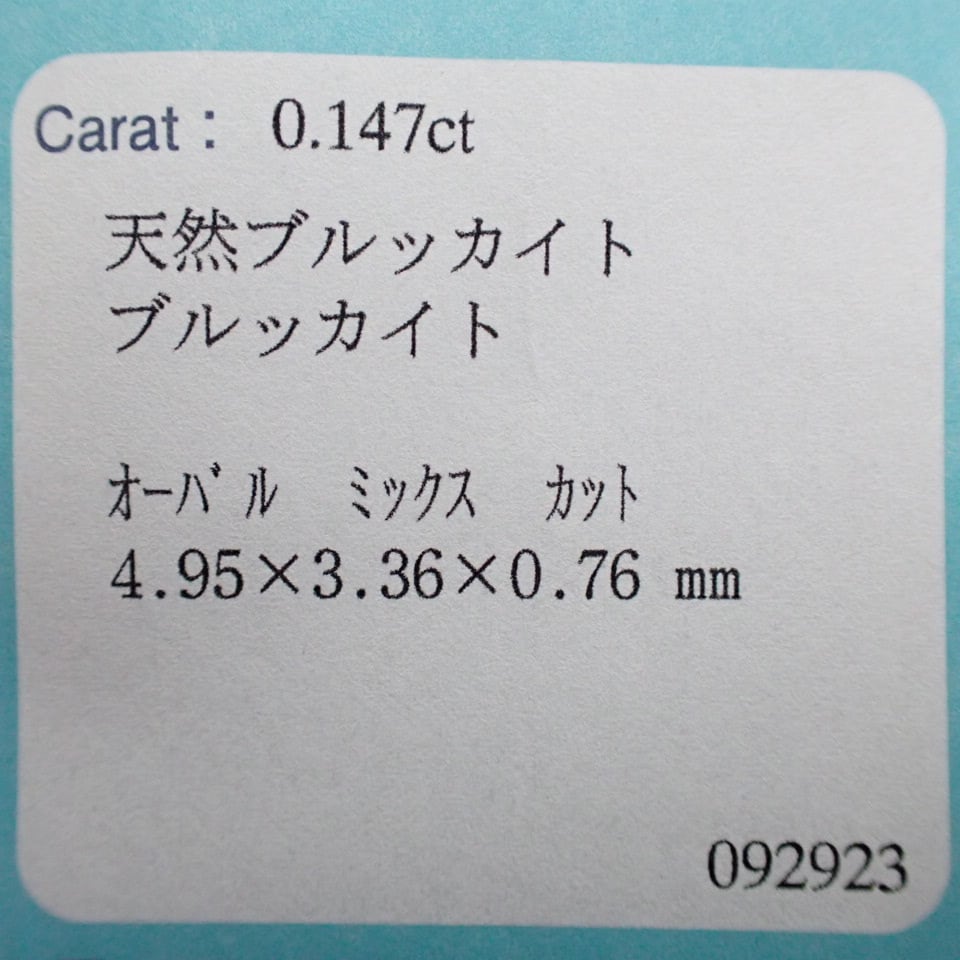 Carat : 0.147ct
天然ブルッカイト
ブルッカイト
オーバル ミックス カット
4.95×3.36×0.76 mm
092923